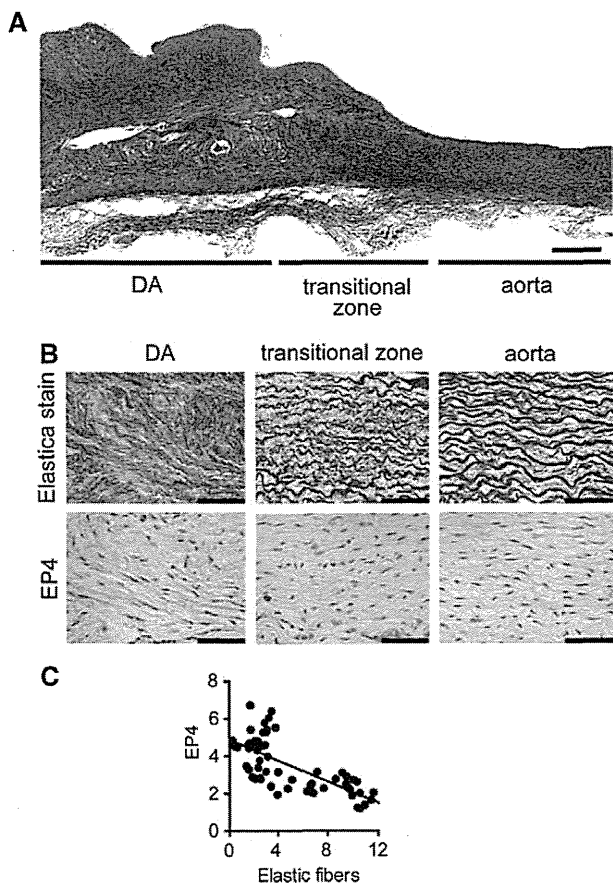 A
DA
transitional
zone
aorta
B
DA
transitional zone
aorta
Elastica stain
EP4
C
8
6
4
2
0
EP4
0
4
8
12
Elastic fibers